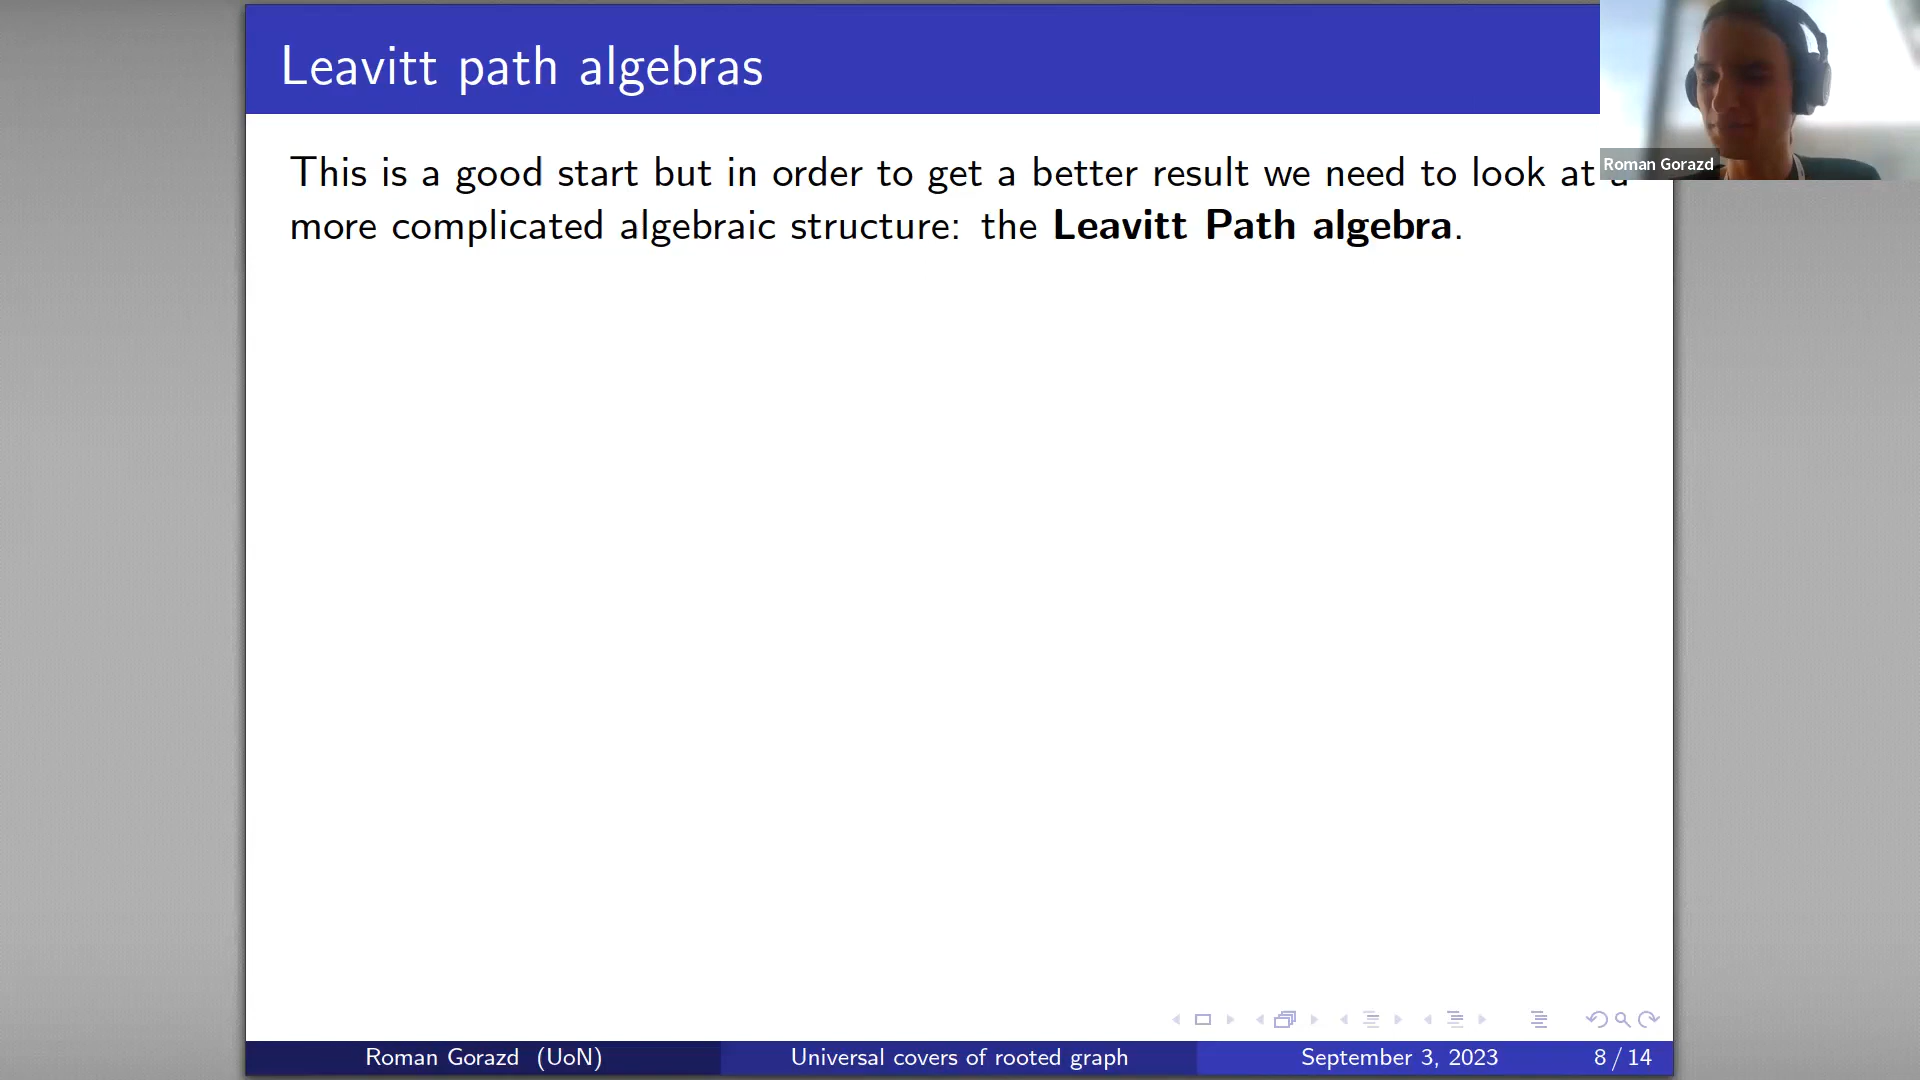 Leavitt path algebras
This is a good start but in order to get a better result we need to look at a
more complicated algebraic structure: the Leavitt Path algebra.
Roman Gorazd
Roman Gorazd (UoN)
Universal covers of rooted graph
September 3, 2023
8 / 14